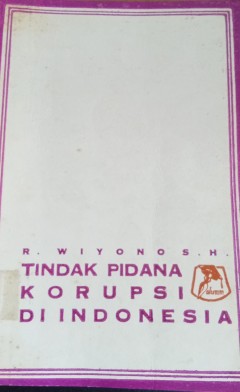 R. WIYONO S.H.
TINDAK PIDANA
KORUPSI
DI INDONESIA